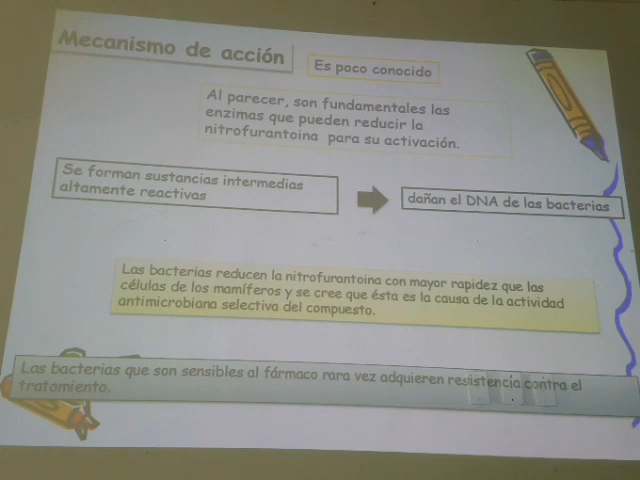 Mecanismo de acción
Es poco conocido
Al parecer, son fundamentales las
enzimas que pueden reducir la
nitrofurantoina para su activación.
Se forman sustancias intermedias
altamente reactivas
dañan el DNA de las bacterias
Las bacterias reducen la nitrofurantoina con mayor rapidez que las
células de los mamíferos y se cree que ésta es la causa de la actividad
antimicrobiana selectiva del compuesto.
Las bacterias que son sensibles al fármaco rara vez adquieren resistencia contra el
tratamiento.